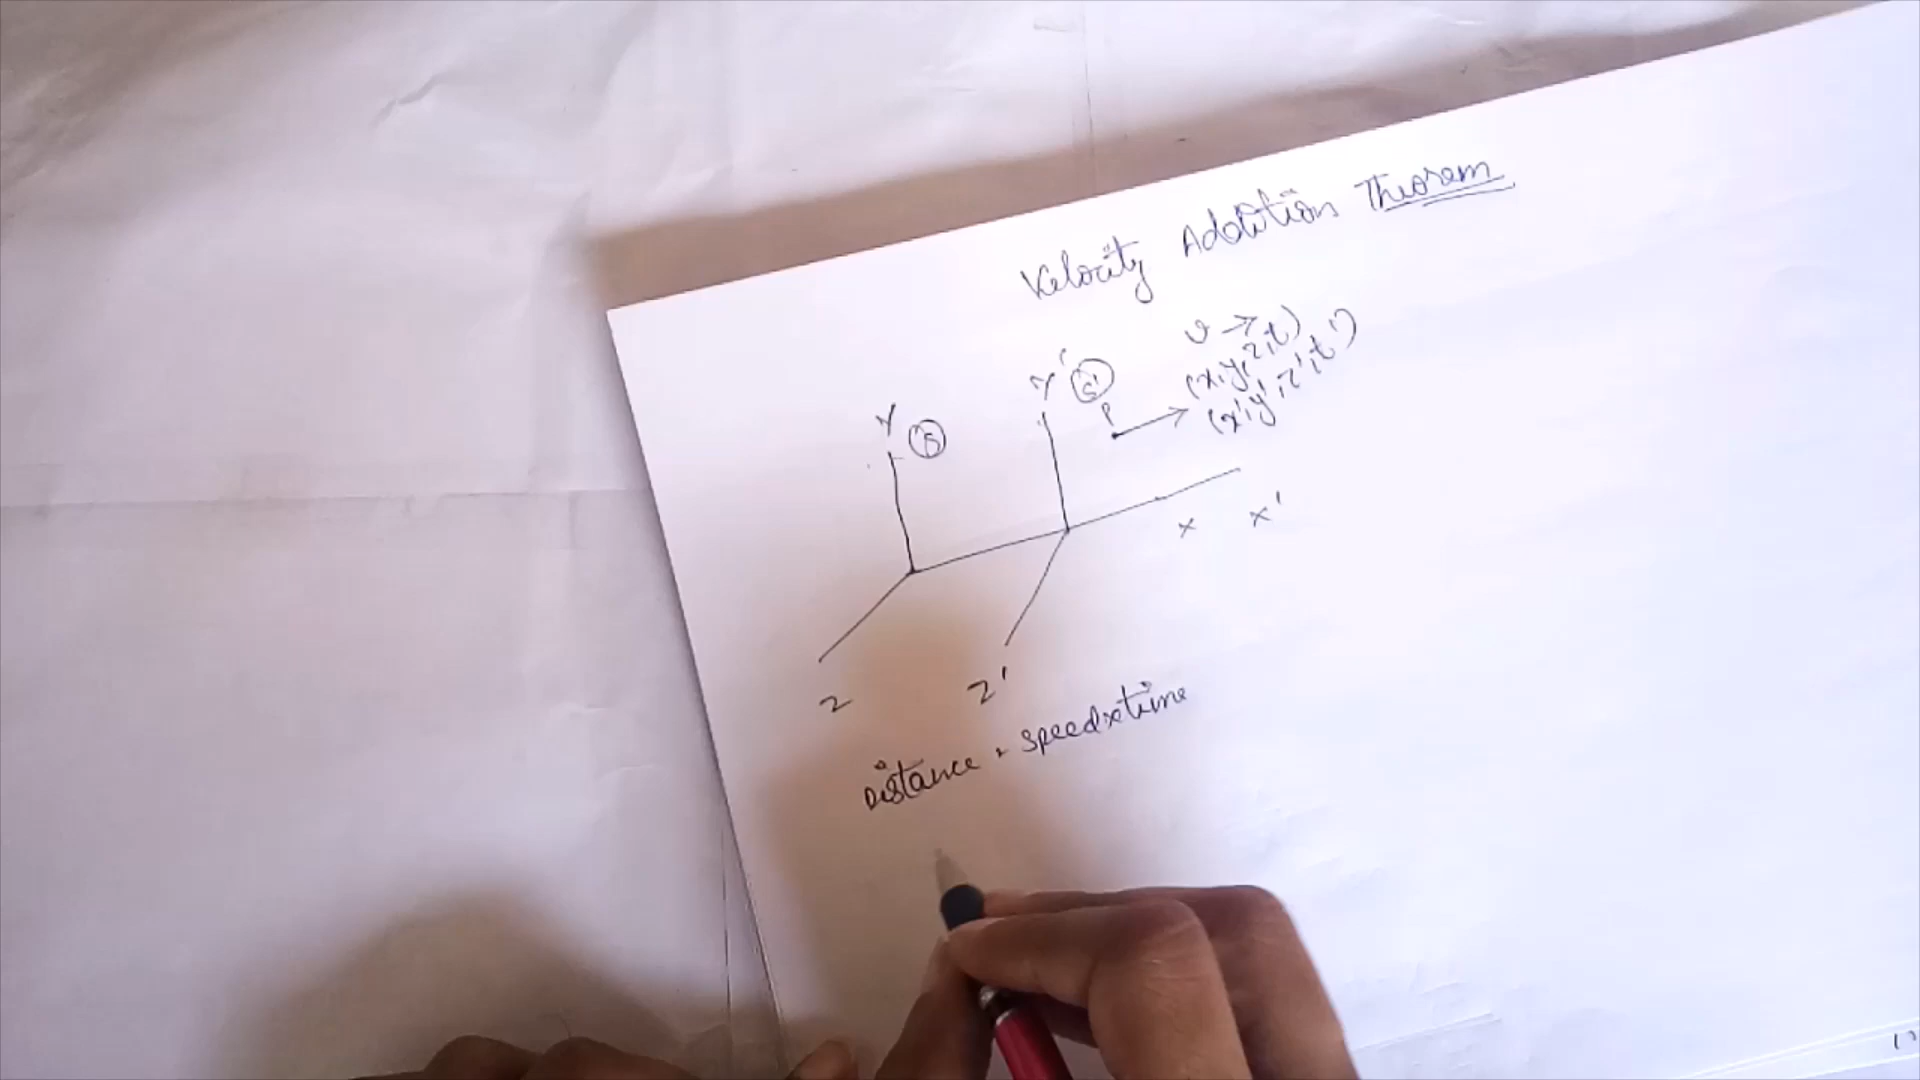 Velocity Addition Theorem
v →
(x, y, z, t)
(x', y', z', t')
Y S
Y' S'
P
x x'
Z Z'
Distance = speed×time